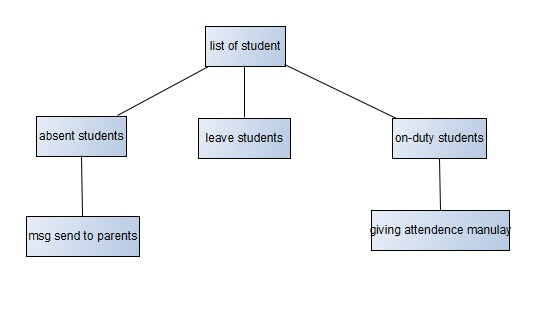 list of student
absent students
leave students
on-duty students
msg send to parents
giving attendence manulay